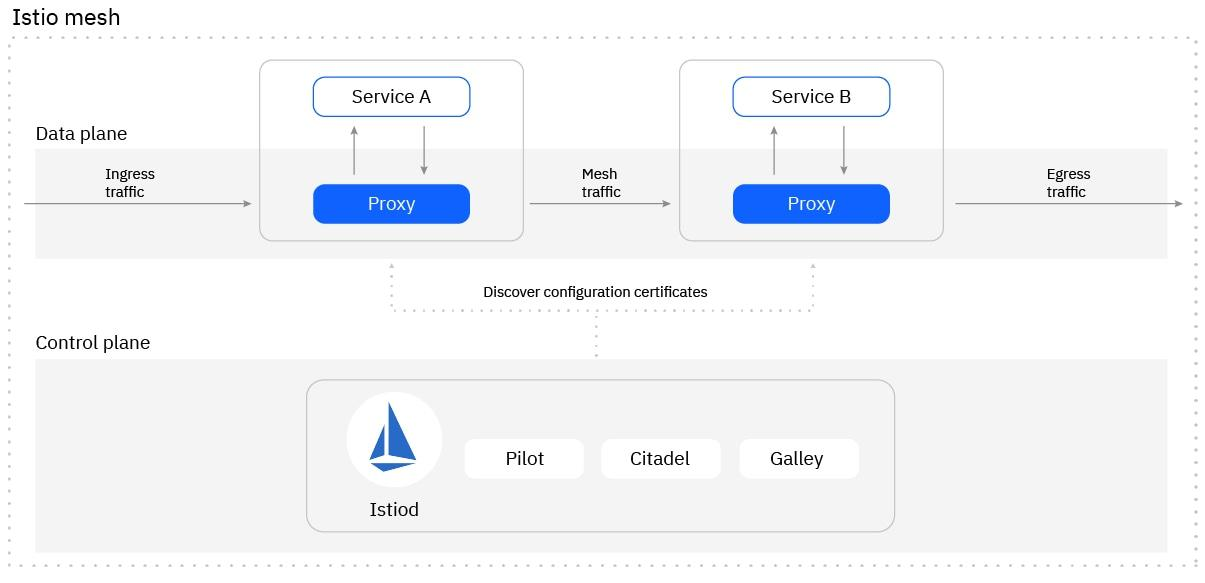 Istio mesh
Service A
Service B
Data plane
Ingress
traffic
Proxy
Mesh
traffic
Proxy
Egress
traffic
Discover configuration certificates
Control plane
Pilot
Citadel
Galley
Istiod